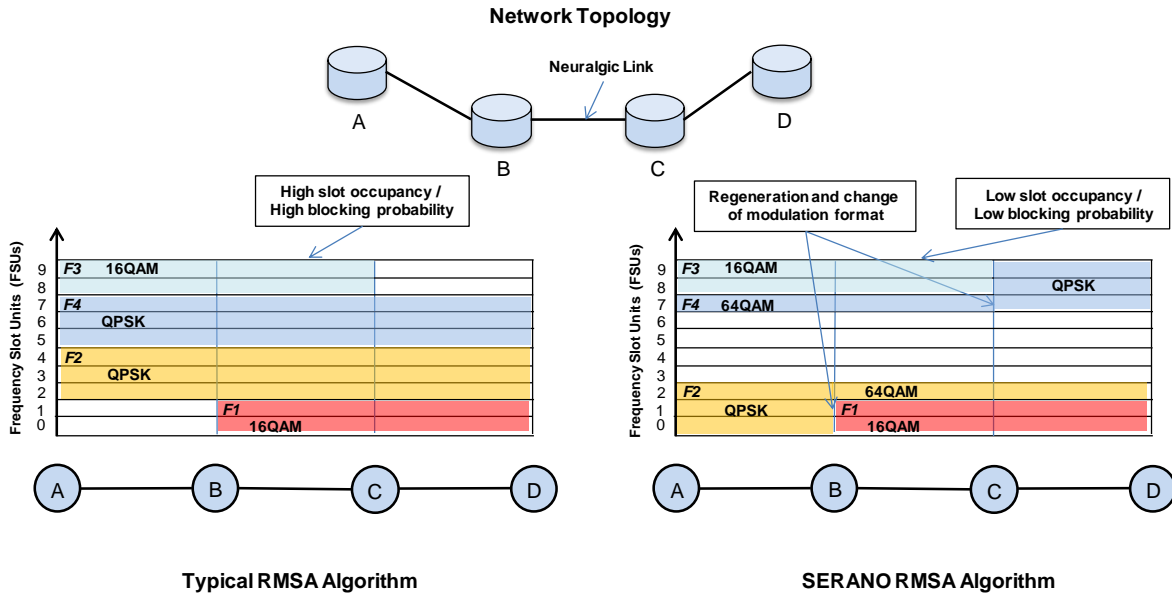 Network Topology
Neuralgic Link
A
B
C
D
High slot occupancy /
High blocking probability
Frequency Slot Units (FSUs)
9
8
7
6
5
4
3
2
1
0
F3 16QAM
F4
QPSK
F2
QPSK
F1
16QAM
A
B
C
D
Typical RMSA Algorithm
Regeneration and change
of modulation format
Low slot occupancy /
Low blocking probability
Frequency Slot Units (FSUs)
9
8
7
6
5
4
3
2
1
0
F3 16QAM
QPSK
F4 64QAM
F2 64QAM
QPSK
F1
16QAM
A
B
C
D
SERANO RMSA Algorithm